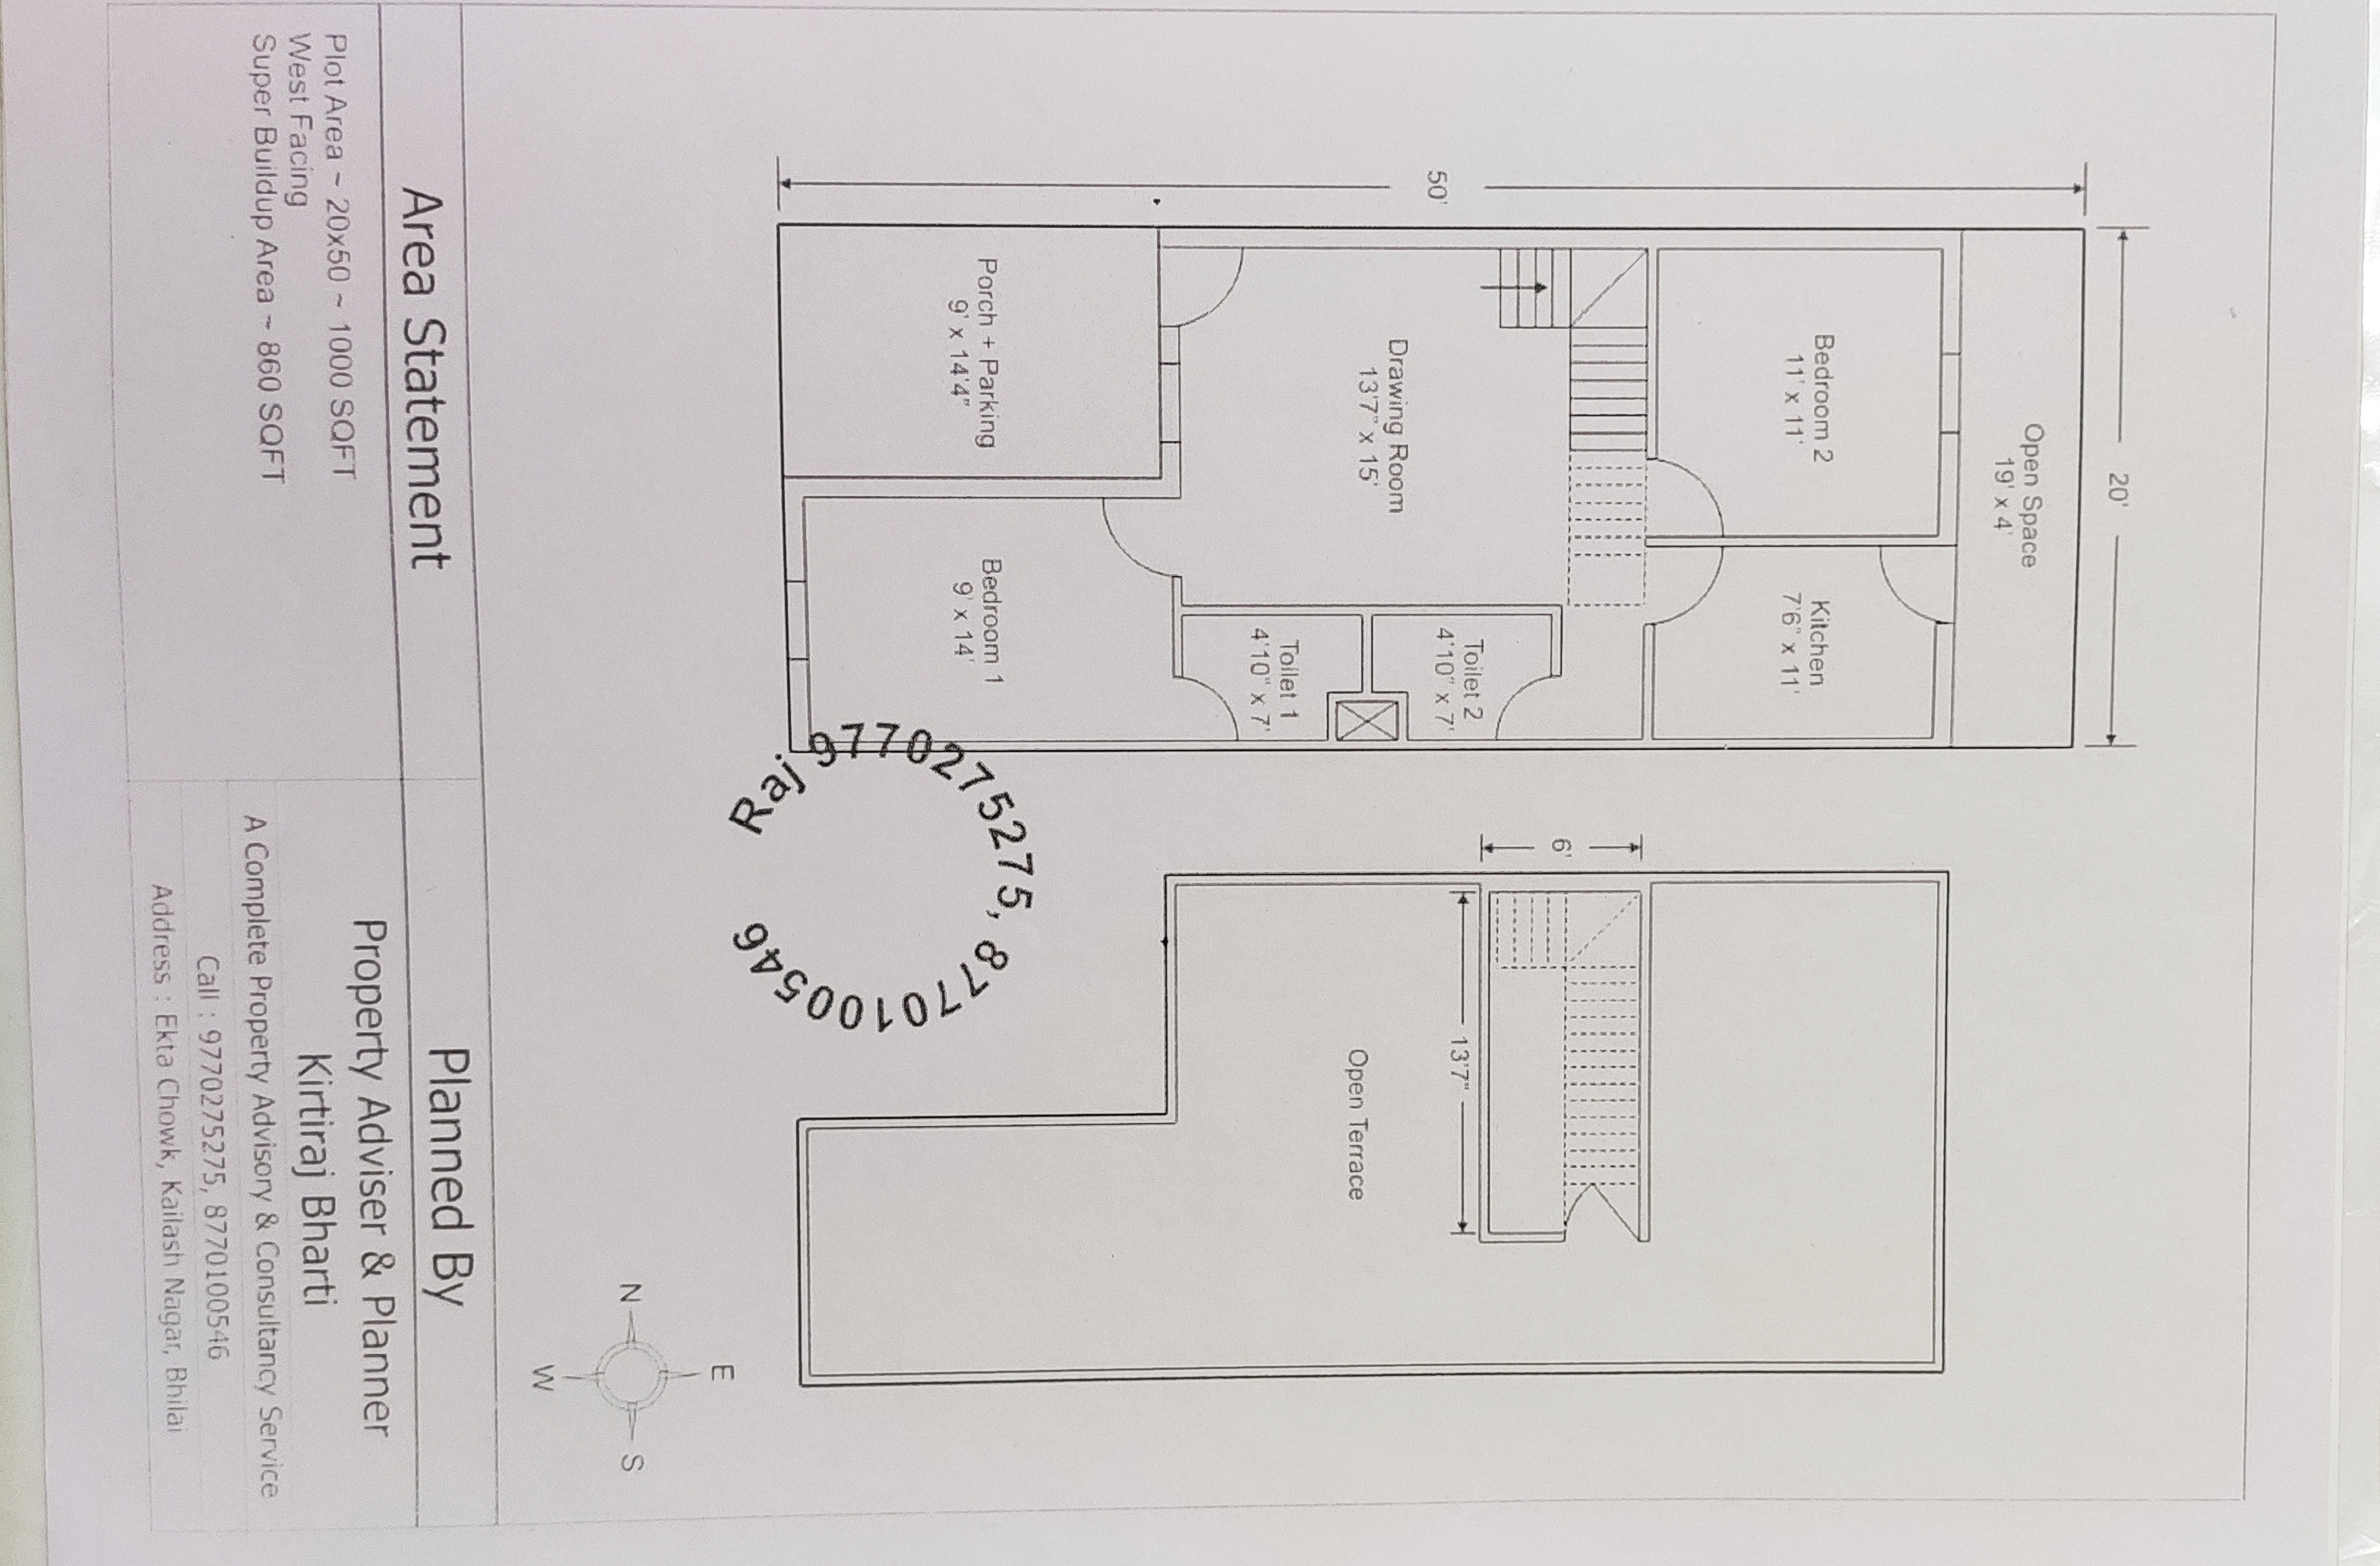 20'
50'
Open Space
19' x 4'
Bedroom 2
11' x 11'
Kitchen
7'6" x 11'
Drawing Room
13'7" x 15'
Toilet 2
4'10" x 7'
Toilet 1
4'10" x 7'
Porch + Parking
9' x 14'4"
Bedroom 1
9' x 14'
6'
13'7"
Open Terrace
Raj 9770275275, 8770100546
N
E
S
W
Area Statement
Plot Area ~ 20x50 ~ 1000 SQFT
West Facing
Super Buildup Area ~ 860 SQFT
Planned By
Property Adviser & Planner
Kirtiraj Bharti
A Complete Property Advisory & Consultancy Service
Call : 9770275275, 8770100546
Address : Ekta Chowk, Kailash Nagar, Bhilai